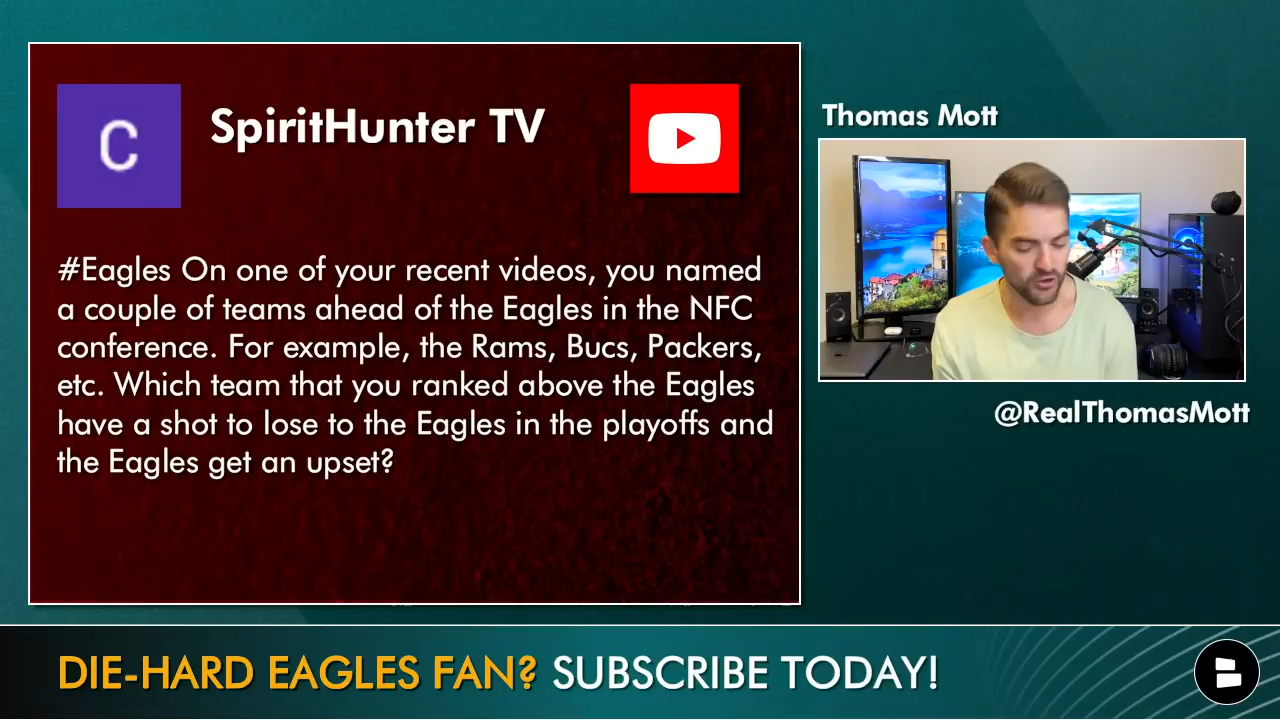 C
SpiritHunter TV
#Eagles On one of your recent videos, you named
a couple of teams ahead of the Eagles in the NFC
conference. For example, the Rams, Bucs, Packers,
etc. Which team that you ranked above the Eagles
have a shot to lose to the Eagles in the playoffs and
the Eagles get an upset?
Thomas Mott
@RealThomasMott
DIE-HARD EAGLES FAN? SUBSCRIBE TODAY!